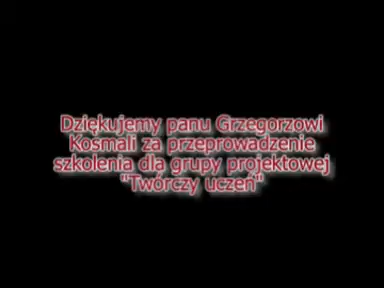 Dziękujemy panu Grzegorzowi
Kosmali za przeprowadzenie
szkolenia dla grupy projektowej
"Twórczy uczeń"